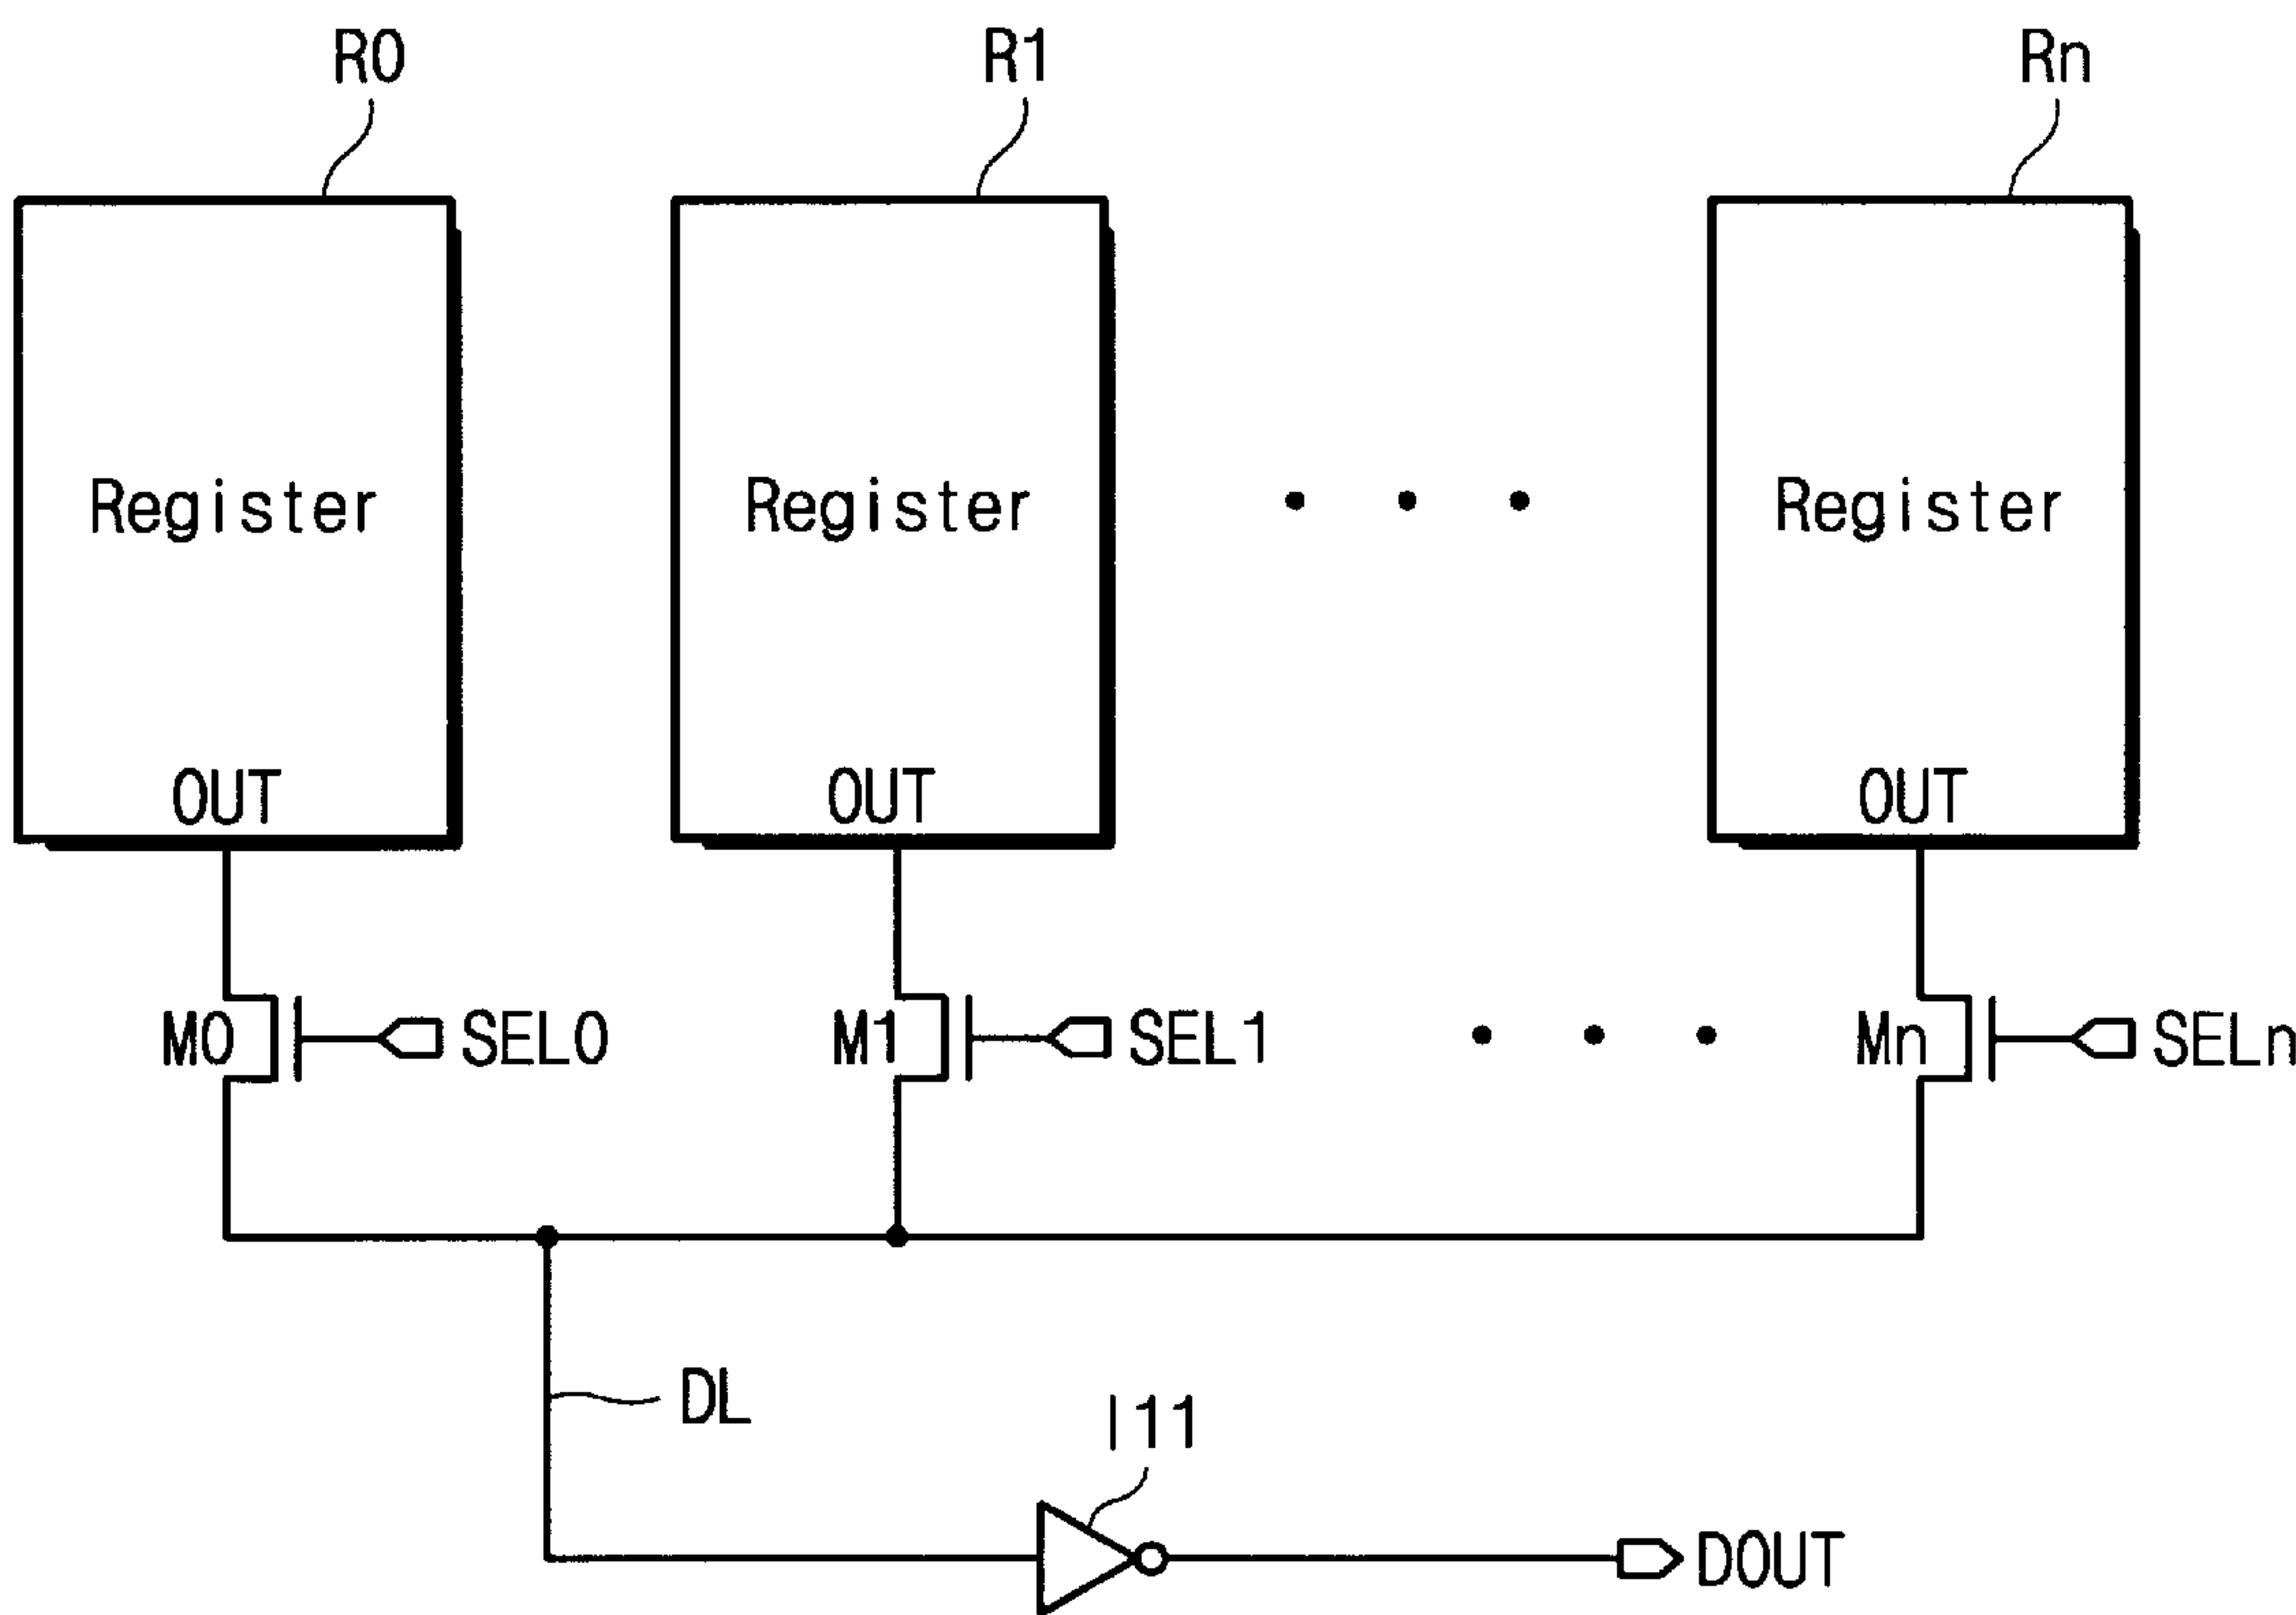 R0 R1 Rn
Register Register Register
OUT OUT OUT
M0 SEL0 M1 SEL1 Mn SELn
DL
I11
DOUT